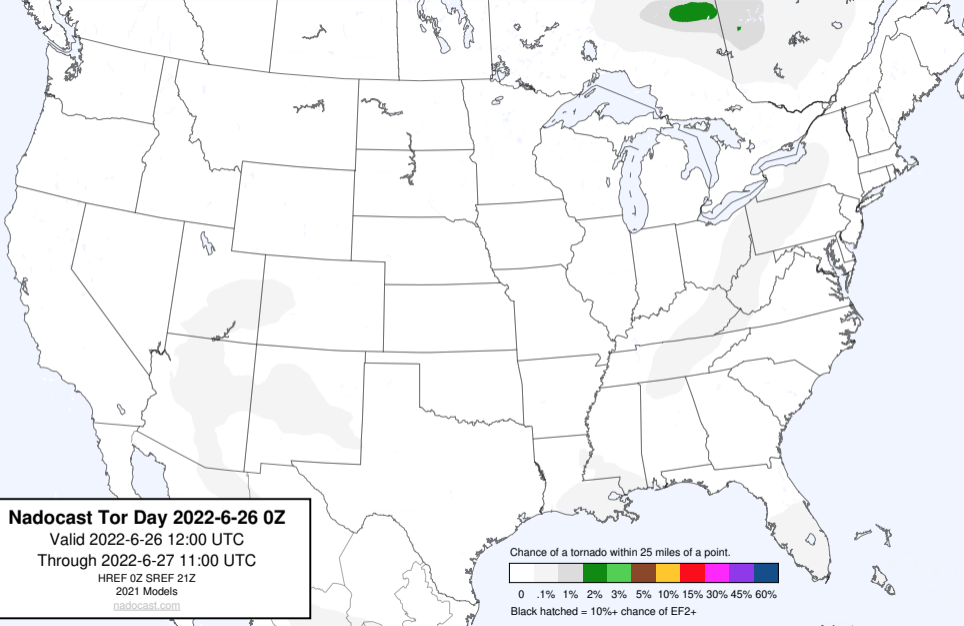 Nadocast Tor Day 2022-6-26 0Z
Valid 2022-6-26 12:00 UTC
Through 2022-6-27 11:00 UTC
HREF 0Z SREF 21Z
2021 Models
nadocast.com
Chance of a tornado within 25 miles of a point.
0 .1% 1% 2% 3% 5% 10% 15% 30% 45% 60%
Black hatched = 10%+ chance of EF2+